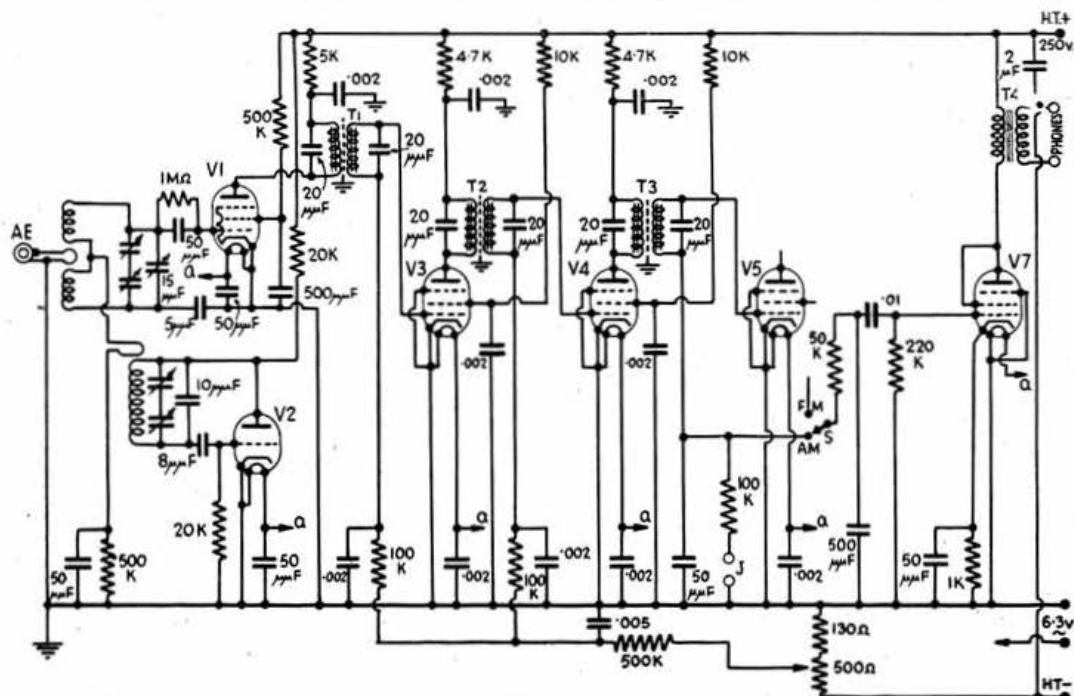 H.T.+
250v.
5K
.002
4.7K
.002
10K
4.7K
.002
10K
2
μF
T4
PHONES
500
K
T1
20
μμF
V1
1MΩ
20
μμF
AE
50
μμF
15
μμF
a
5μμF
50μμF
500μμF
20K
T2
20
μμF
20
μμF
T3
20
μμF
20
μμF
V3
V4
V5
V7
.002
.002
.01
50
K
220
K
a
F.M
S
AM
10μμF
V2
8μμF
20K
a
a
a
a
100
K
J
50
μμF
500
K
50
μμF
.002
100
K
.002
100
K
.002
.002
50
μμF
.002
500
μμF
50
μμF
1K
.005
500K
130Ω
500Ω
6.3v
~
HT-